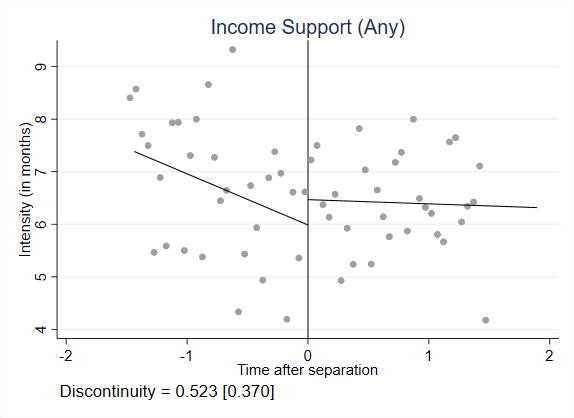 Income Support (Any)
Intensity (in months)
9
8
7
6
5
4
-2 -1 0 1 2
Time after separation
Discontinuity = 0.523 [0.370]